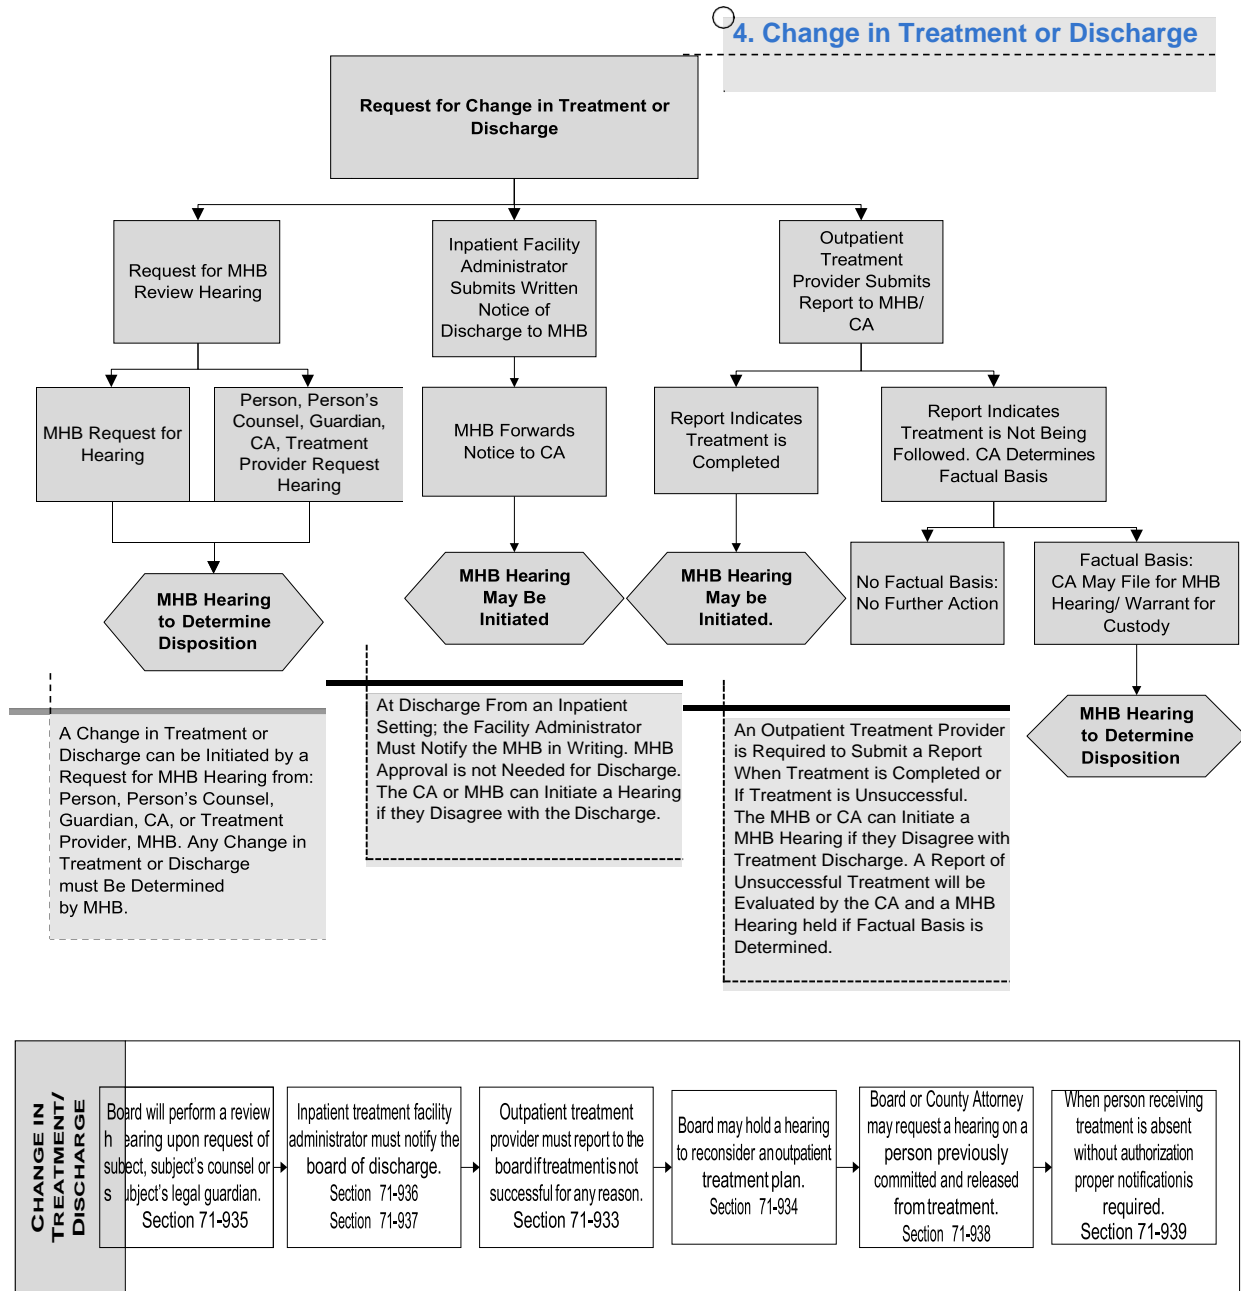 4. Change in Treatment or Discharge
Request for Change in Treatment or
Discharge
Request for MHB
Review Hearing
Inpatient Facility
Administrator
Submits Written
Notice of
Discharge to MHB
Outpatient
Treatment
Provider Submits
Report to MHB/
CA
MHB Request for
Hearing
Person, Person’s
Counsel, Guardian,
CA, Treatment
Provider Request
Hearing
MHB Forwards
Notice to CA
Report Indicates
Treatment is
Completed
Report Indicates
Treatment is Not Being
Followed. CA Determines
Factual Basis
MHB Hearing
to Determine
Disposition
MHB Hearing
May Be
Initiated
MHB Hearing
May be
Initiated.
No Factual Basis:
No Further Action
Factual Basis:
CA May File for MHB
Hearing/ Warrant for
Custody
MHB Hearing
to Determine
Disposition
A Change in Treatment or
Discharge can be Initiated by a
Request for MHB Hearing from:
Person, Person’s Counsel,
Guardian, CA, or Treatment
Provider, MHB. Any Change in
Treatment or Discharge
must Be Determined
by MHB.
At Discharge From an Inpatient
Setting; the Facility Administrator
Must Notify the MHB in Writing. MHB
Approval is not Needed for Discharge.
The CA or MHB can Initiate a Hearing
if they Disagree with the Discharge.
An Outpatient Treatment Provider
is Required to Submit a Report
When Treatment is Completed or
If Treatment is Unsuccessful.
The MHB or CA can Initiate a
MHB Hearing if they Disagree with
Treatment Discharge. A Report of
Unsuccessful Treatment will be
Evaluated by the CA and a MHB
Hearing held if Factual Basis is
Determined.
CHANGE IN
TREATMENT/
DISCHARGE
Board will perform a review
hearing upon request of
subject, subject’s counsel or
subject’s legal guardian.
Section 71-935
Inpatient treatment facility
administrator must notify the
board of discharge.
Section 71-936
Section 71-937
Outpatient treatment
provider must report to the
board if treatment is not
successful for any reason.
Section 71-933
Board may hold a hearing
to reconsider an outpatient
treatment plan.
Section 71-934
Board or County Attorney
may request a hearing on a
person previously
committed and released
from treatment.
Section 71-938
When person receiving
treatment is absent
without authorization
proper notification is
required.
Section 71-939